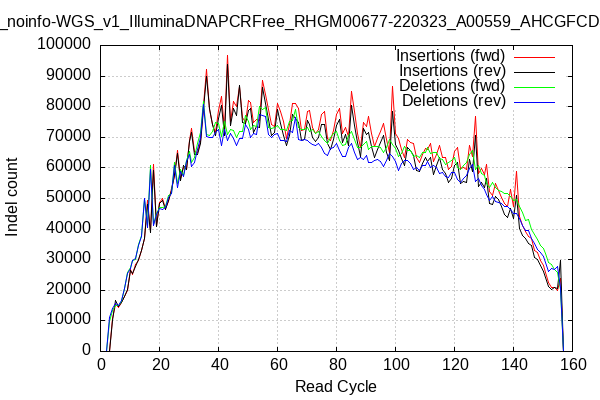 _noinfo-WGS_v1_IlluminaDNAPCRFree_RHGM00677-220323_A00559_AHCGFCD
100000
90000
80000
70000
60000
50000
40000
30000
20000
10000
0
Indel count
Insertions (fwd)
Insertions (rev)
Deletions (fwd)
Deletions (rev)
0 20 40 60 80 100 120 140 160
Read Cycle